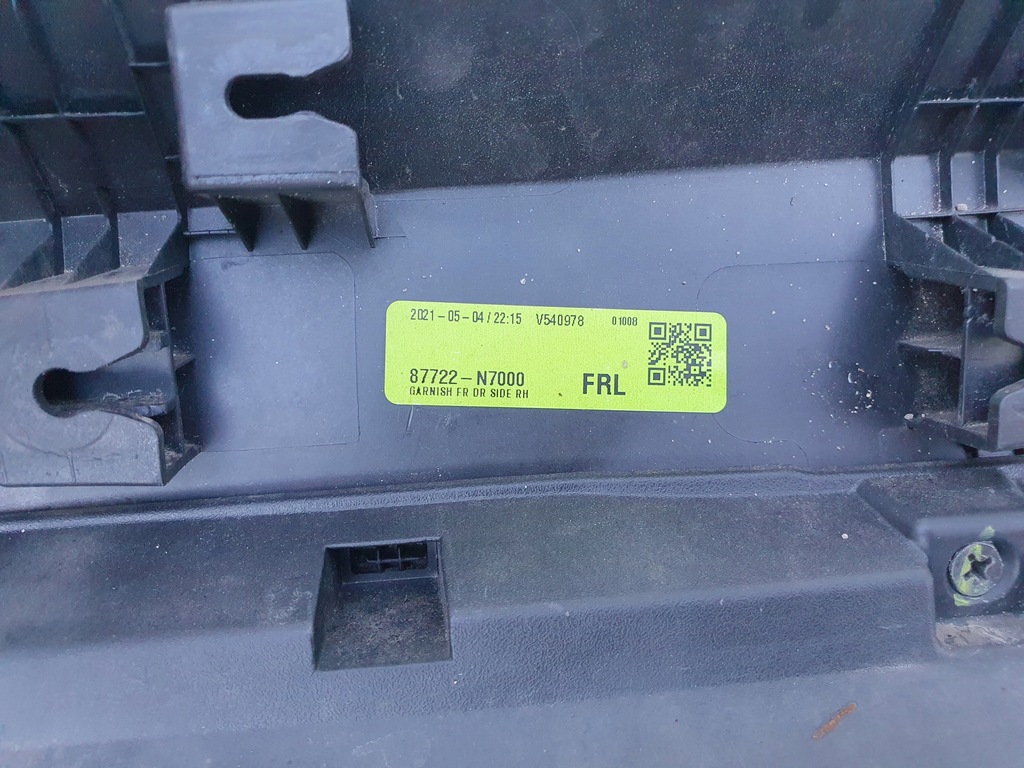 2021-05-04/22:15 V540978 01008
87722-N7000
GARNISH FR DR SIDE RH
FRL